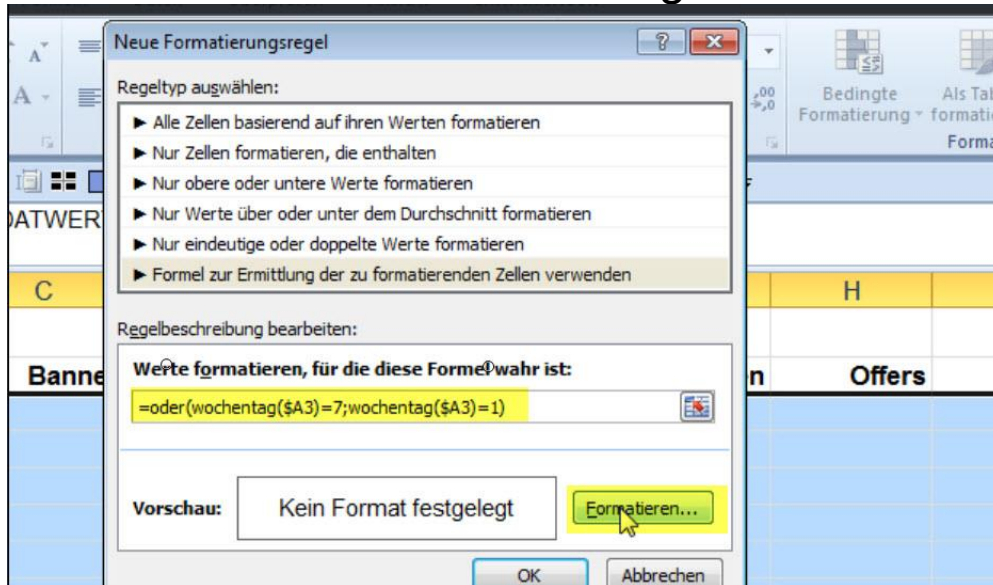 Neue Formatierungsregel
Regeltyp auswählen:
► Alle Zellen basierend auf ihren Werten formatieren
► Nur Zellen formatieren, die enthalten
► Nur obere oder untere Werte formatieren
► Nur Werte über oder unter dem Durchschnitt formatieren
► Nur eindeutige oder doppelte Werte formatieren
► Formel zur Ermittlung der zu formatierenden Zellen verwenden
Regelbeschreibung bearbeiten:
Werte formatieren, für die diese Formel wahr ist:
=oder(wochentag($A3)=7;wochentag($A3)=1)
Vorschau:
Kein Format festgelegt
Formatieren...
OK
Abbrechen
A
A
,00
,0
Bedingte
Formatierung
Als Tab
formatie
Forma
DATWER
C
H
Banne
n
Offers